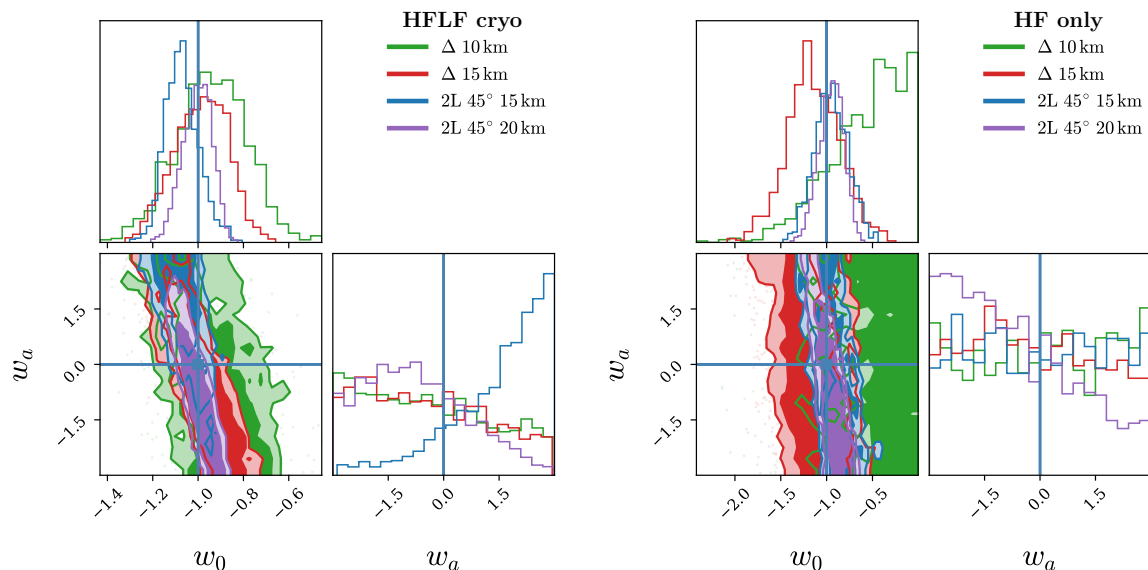 HFLF cryo
Δ 10 km
Δ 15 km
2L 45° 15 km
2L 45° 20 km
1.5
0.0
−1.5
w_a
−1.4
−1.2
−1.0
−0.8
−0.6
w_0
−1.5
0.0
1.5
w_a
HF only
Δ 10 km
Δ 15 km
2L 45° 15 km
2L 45° 20 km
1.5
0.0
−1.5
w_a
−2.0
−1.5
−1.0
−0.5
w_0
−1.5
0.0
1.5
w_a